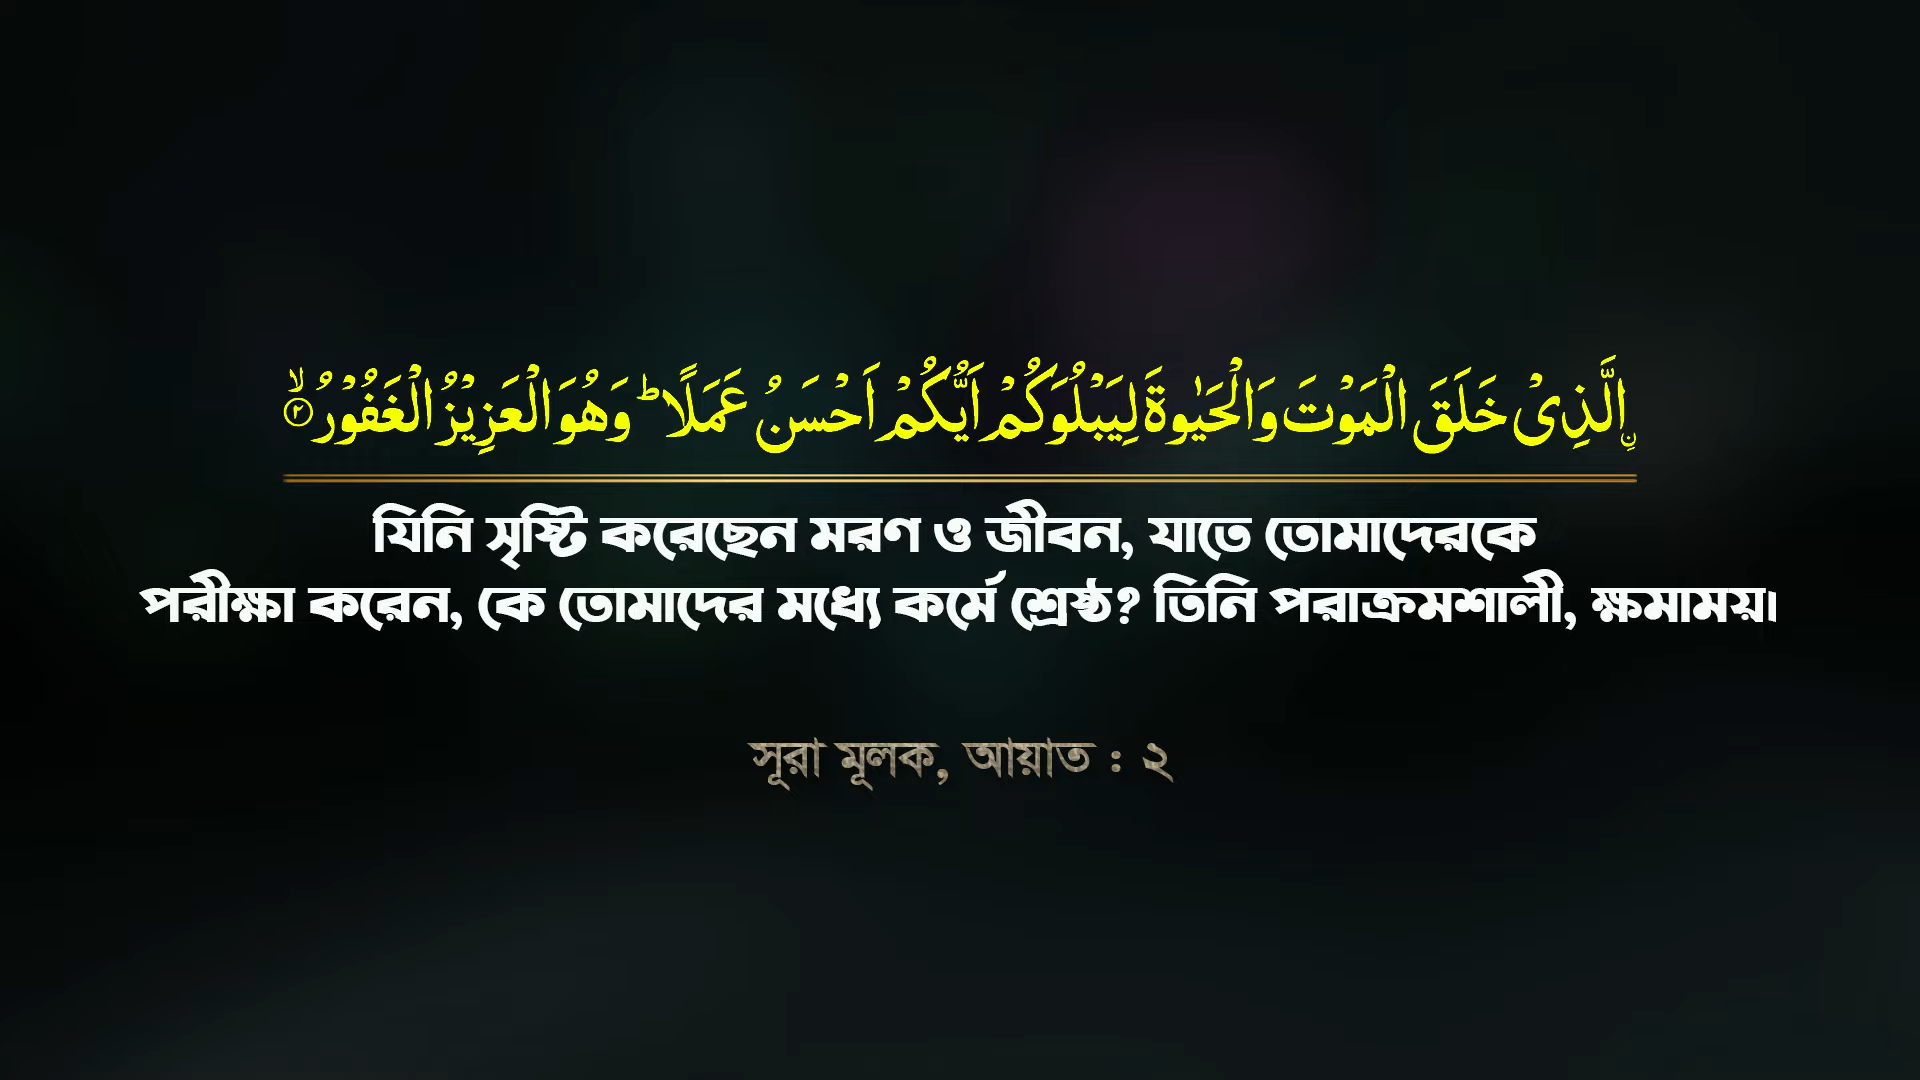 ۨالَّذِیْ خَلَقَ الْمَوْتَ وَالْحَیٰوةَ لِیَبْلُوَكُمْ اَیُّكُمْ اَحْسَنُ عَمَلًا ؕ وَهُوَ الْعَزِیْزُ الْغَفُوْرُ ۙ﴿۲﴾
যিনি সৃষ্টি করেছেন মরণ ও জীবন, যাতে তোমাদেরকে
পরীক্ষা করেন, কে তোমাদের মধ্যে কর্মে শ্রেষ্ঠ? তিনি পরাক্রমশালী, ক্ষমাময়।
সূরা মূলক, আয়াত : ২